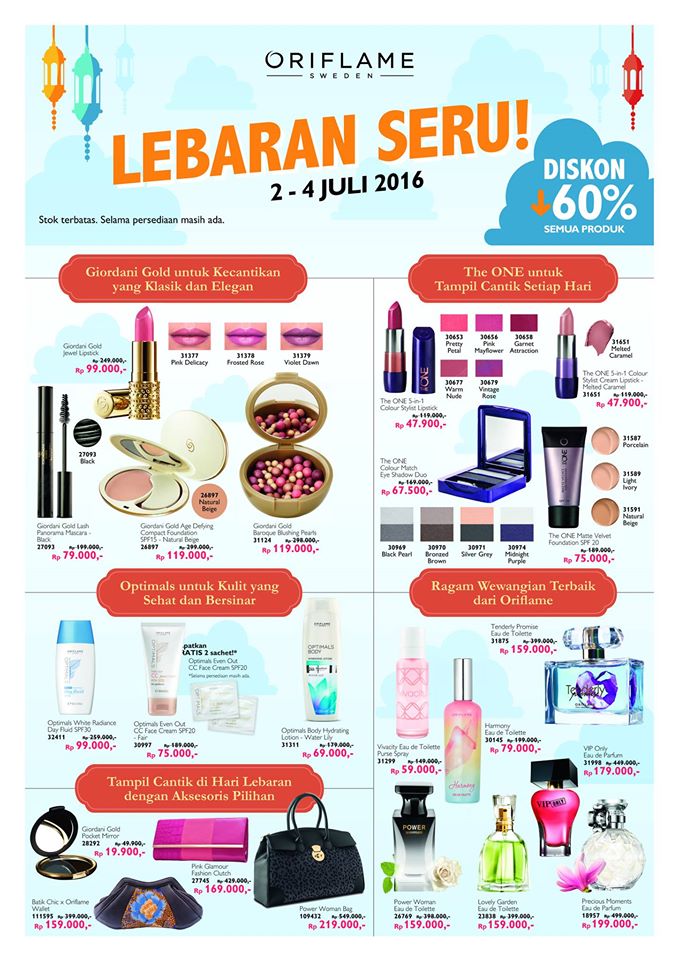 ORIFLAME
SWEDEN
LEBARAN SERU!
2 - 4 JULI 2016
DISKON
60%
SEMUA PRODUK
Stok terbatas. Selama persediaan masih ada.
Giordani Gold untuk Kecantikan
yang Klasik dan Elegan
Giordani Gold
Jewel Lipstick
Rp 249.000,-
Rp 99.000,-
31377
Pink Delicacy
31378
Frosted Rose
31379
Violet Dawn
27093
Black
26897
Natural
Beige
Giordani Gold Lash
Panorama Mascara -
Black
27093 Rp 199.000,-
Rp 79.000,-
Giordani Gold Age Defying
Compact Foundation
SPF15 - Natural Beige
26897 Rp 299.000,-
Rp 119.000,-
Giordani Gold
Baroque Blushing Pearls
31124 Rp 298.000,-
Rp 119.000,-
The ONE untuk
Tampil Cantik Setiap Hari
30653
Pretty
Petal
30656
Pink
Mayflower
30658
Garnet
Attraction
30677
Warm
Nude
30679
Vintage
Rose
The ONE 5-in-1
Colour Stylist Lipstick
Rp 119.000,-
Rp 47.900,-
31651
Melted
Caramel
The ONE 5-in-1 Colour
Stylist Cream Lipstick -
Melted Caramel
31651 Rp 119.000,-
Rp 47.900,-
The ONE
Colour Match
Eye Shadow Duo
Rp 169.000,-
Rp 67.500,-
30969
Black Pearl
30970
Bronzed
Brown
30971
Silver Grey
30974
Midnight
Purple
31587
Porcelain
31589
Light
Ivory
31591
Natural
Beige
The ONE Matte Velvet
Foundation SPF 20
Rp 189.000,-
Rp 75.000,-
Optimals untuk Kulit yang
Sehat dan Bersinar
Optimals White Radiance
Day Fluid SPF30
32411 Rp 259.000,-
Rp 99.000,-
patkan
RATIS 2 sachet!*
Optimals Even Out
CC Face Cream SPF20
*Selama persediaan masih ada.
Optimals Even Out
CC Face Cream SPF20
- Fair
30997 Rp 189.000,-
Rp 75.000,-
OPTIMALS
BODY
Optimals Body Hydrating
Lotion - Water Lily
31311 Rp 179.000,-
Rp 69.000,-
Ragam Wewangian Terbaik
dari Oriflame
Tenderly Promise
Eau de Toilette
31875 Rp 399.000,-
Rp 159.000,-
Vivacity Eau de Toilette
Purse Spray
31299 Rp 149.000,-
Rp 59.000,-
Harmony
Harmony
Eau de Toilette
30145 Rp 199.000,-
Rp 79.000,-
VIP Only
Eau de Parfum
31998 Rp 449.000,-
Rp 179.000,-
VIP ONLY
POWER
Power Woman
Eau de Toilette
26769 Rp 398.000,-
Rp 159.000,-
Lovely Garden
Eau de Toilette
23838 Rp 399.000,-
Rp 159.000,-
Precious Moments
Eau de Parfum
18957 Rp 499.000,-
Rp 199.000,-
Tampil Cantik di Hari Lebaran
dengan Aksesoris Pilihan
Giordani Gold
Pocket Mirror
28292 Rp 49.900,-
Rp 19.900,-
Pink Glamour
Fashion Clutch
27745 Rp 429.000,-
Rp 169.000,-
Batik Chic x Oriflame
Wallet
111595 Rp 399.000,-
Rp 159.000,-
Power Woman Bag
109432 Rp 549.000,-
Rp 219.000,-